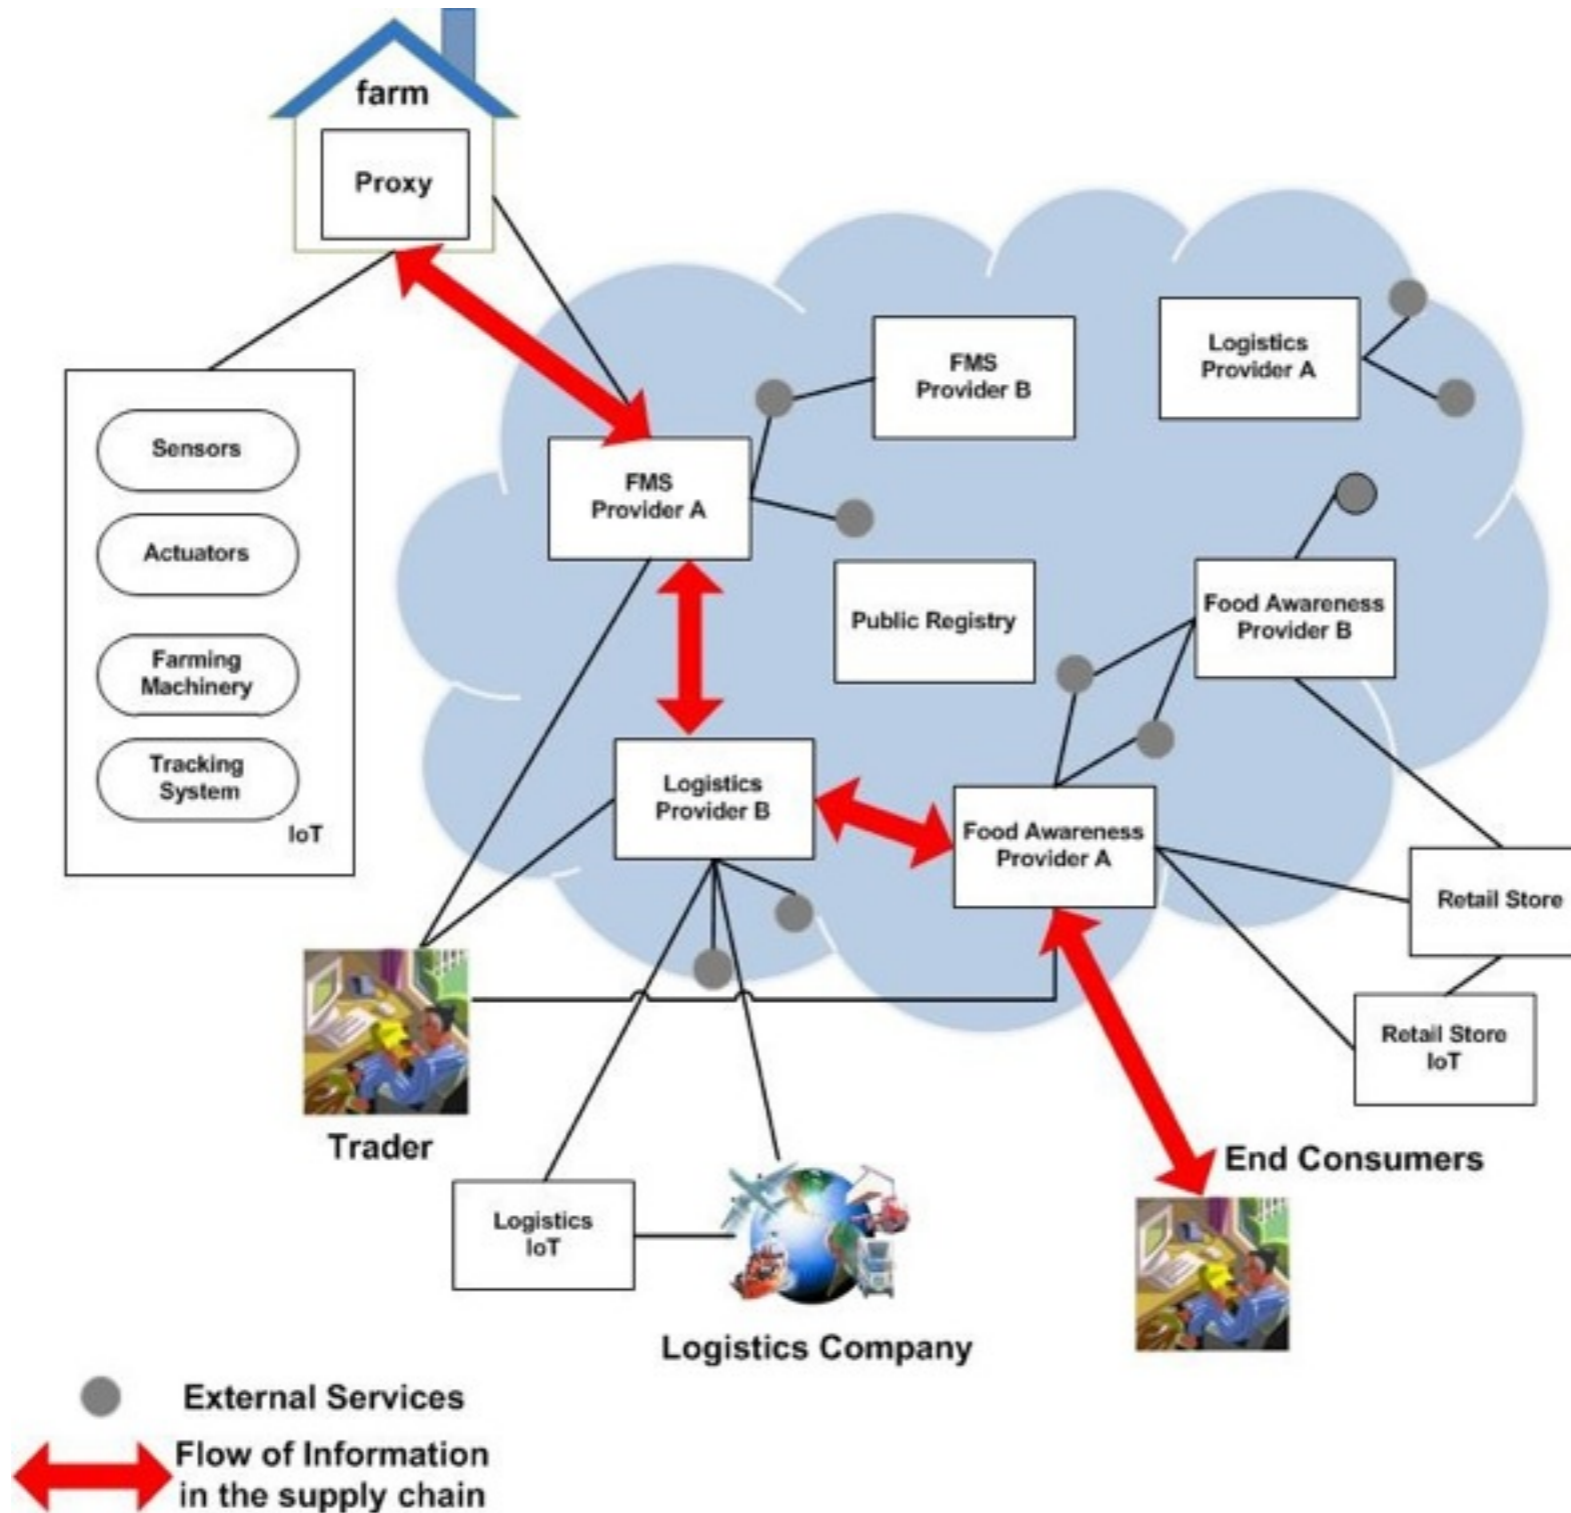 farm
Proxy
FMS
Provider B
Logistics
Provider A
Sensors
Actuators
Farming
Machinery
Tracking
System
IoT
FMS
Provider A
Public Registry
Food Awareness
Provider B
Logistics
Provider B
Food Awareness
Provider A
Retail Store
Retail Store
IoT
Trader
End Consumers
Logistics
IoT
Logistics Company
External Services
Flow of Information
in the supply chain